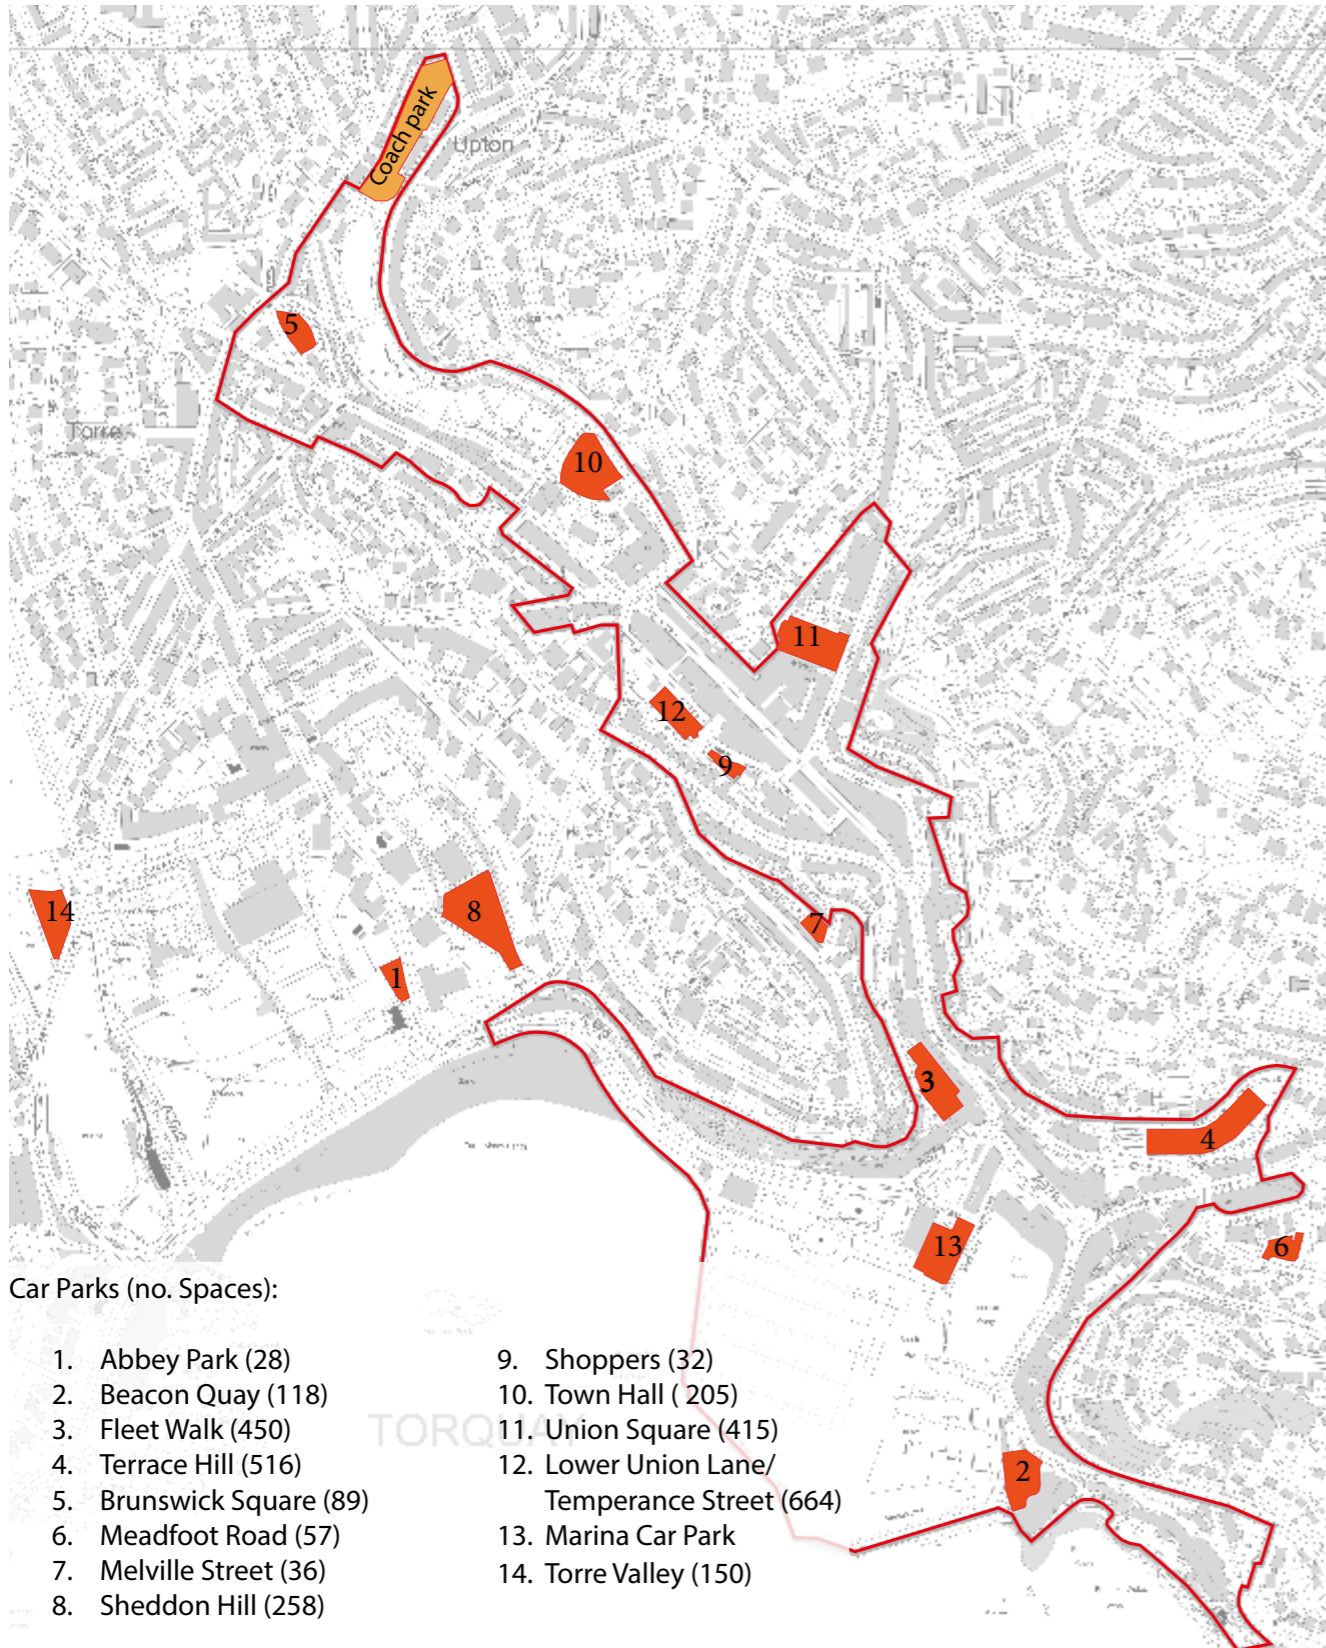 Coach park
Upton
5
Torre
10
11
12
9
14
8
7
1
3
4
13
6
Car Parks (no. Spaces):
1. Abbey Park (28)
2. Beacon Quay (118)
3. Fleet Walk (450)
4. Terrace Hill (516)
5. Brunswick Square (89)
6. Meadfoot Road (57)
7. Melville Street (36)
8. Sheddon Hill (258)
9. Shoppers (32)
10. Town Hall ( 205)
11. Union Square (415)
12. Lower Union Lane/
Temperance Street (664)
13. Marina Car Park
14. Torre Valley (150)
TORQUAY
2